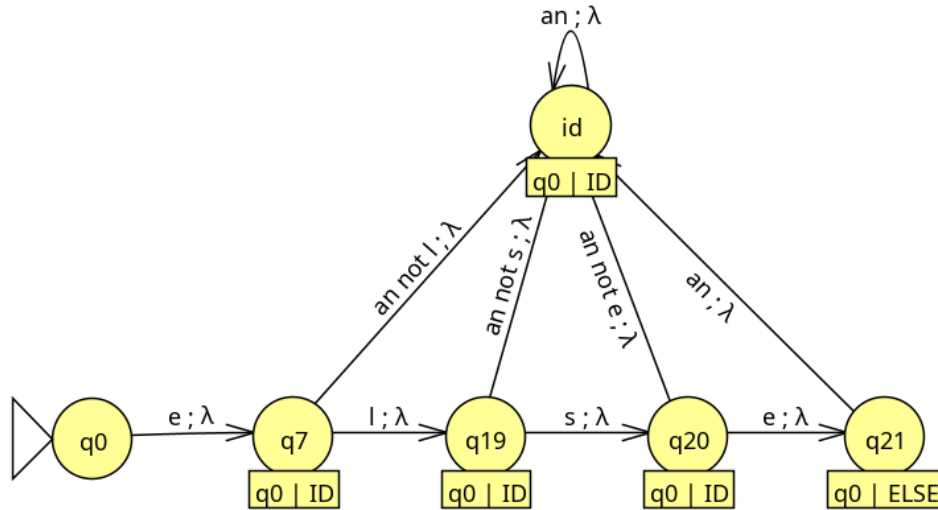 an ; λ
id
q0 | ID
an not l ; λ
an not s ; λ
an not e ; λ
an ; λ
e ; λ
l ; λ
s ; λ
e ; λ
q0
q7
q19
q20
q21
q0 | ID
q0 | ID
q0 | ID
q0 | ELSE